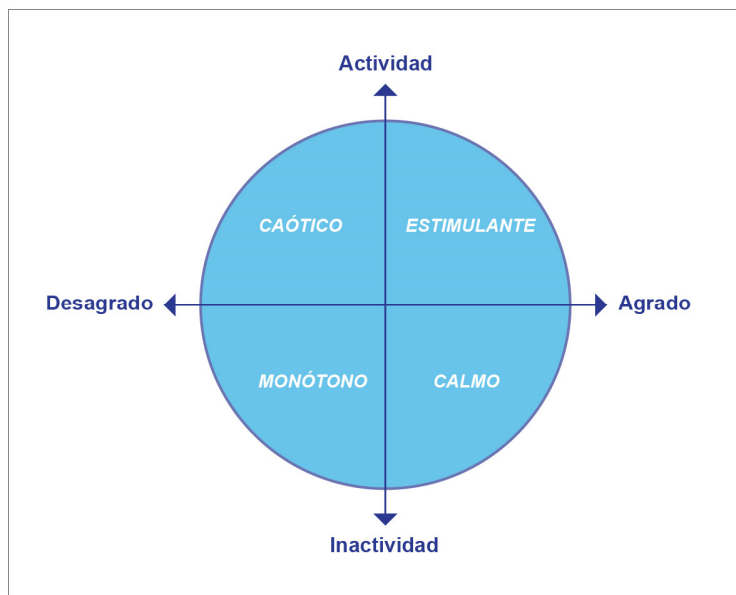 Actividad
CAÓTICO
ESTIMULANTE
Desagrado
Agrado
MONÓTONO
CALMO
Inactividad